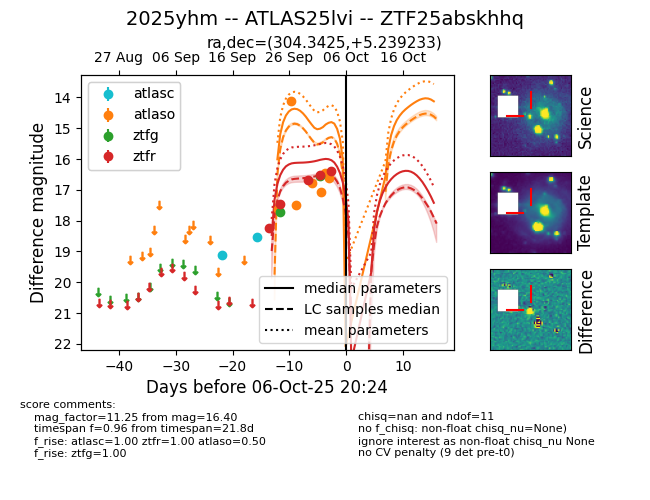 2025yhm -- ATLAS25lvi -- ZTF25abskhhq
ra,dec=(304.3425,+5.239233)
27 Aug 06 Sep 16 Sep 26 Sep 06 Oct 16 Oct
atlasc
atlaso
ztfg
ztfr
14
15
16
17
18
19
20
21
22
Difference magnitude
median parameters
LC samples median
mean parameters
−40 −30 −20 −10 0 10
Days before 06-Oct-25 20:24
Science
Template
Difference
score comments:
mag_factor=11.25 from mag=16.40
timespan f=0.96 from timespan=21.8d
f_rise: atlasc=1.00 ztfr=1.00 atlaso=0.50
f_rise: ztfg=1.00
chisq=nan and ndof=11
no f_chisq: non-float chisq_nu=None)
ignore interest as non-float chisq_nu None
no CV penalty (9 det pre-t0)